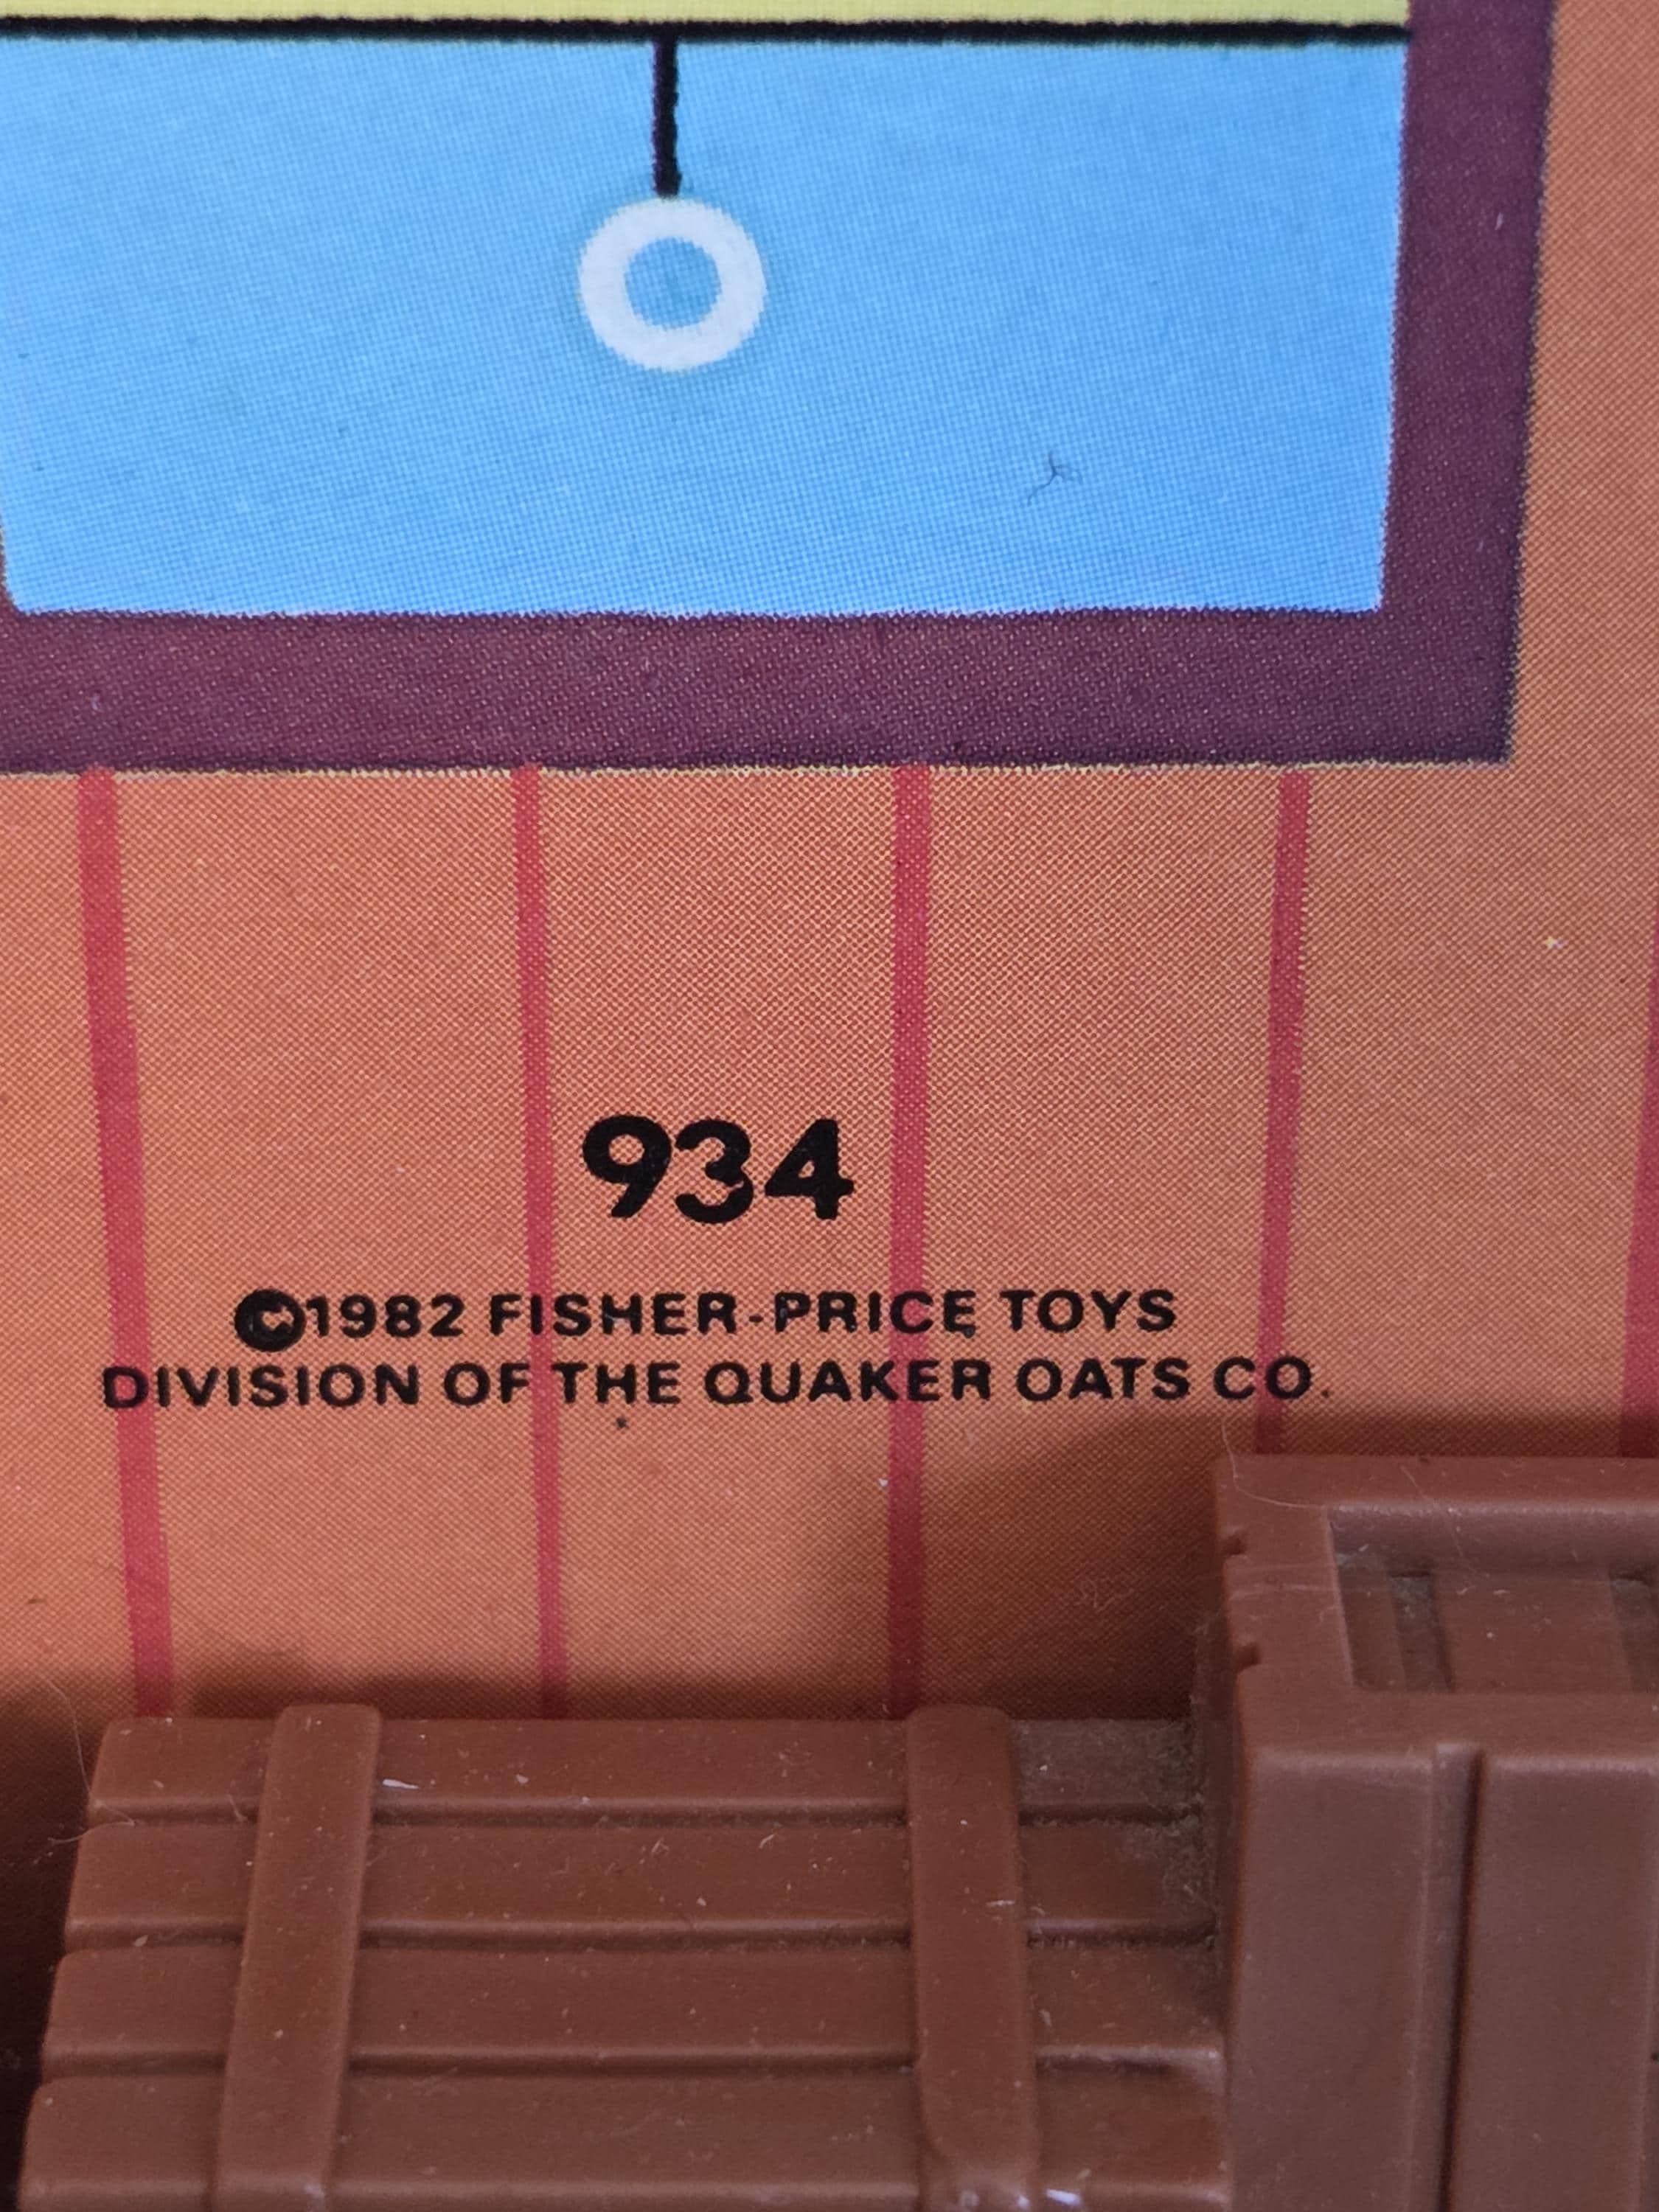 934
©1982 FISHER-PRICE TOYS
DIVISION OF THE QUAKER OATS CO.